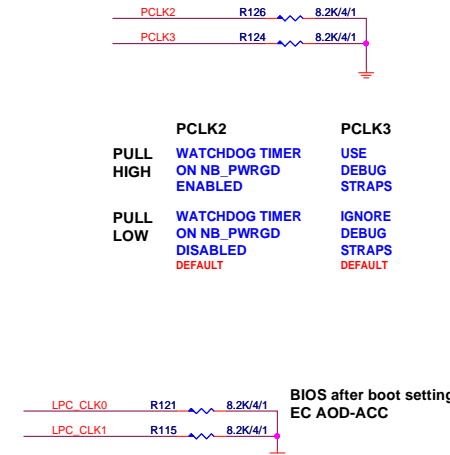 PCLK2 R126 8.2K/4/1
PCLK3 R124 8.2K/4/1
PCLK2 PCLK3
PULL HIGH
WATCHDOG TIMER ON NB_PWRGD ENABLED
USE DEBUG STRAPS
PULL LOW
WATCHDOG TIMER ON NB_PWRGD DISABLED
DEFAULT
IGNORE DEBUG STRAPS
DEFAULT
LPC_CLK0 R121 8.2K/4/1
LPC_CLK1 R115 8.2K/4/1
BIOS after boot setting
EC AOD-ACC